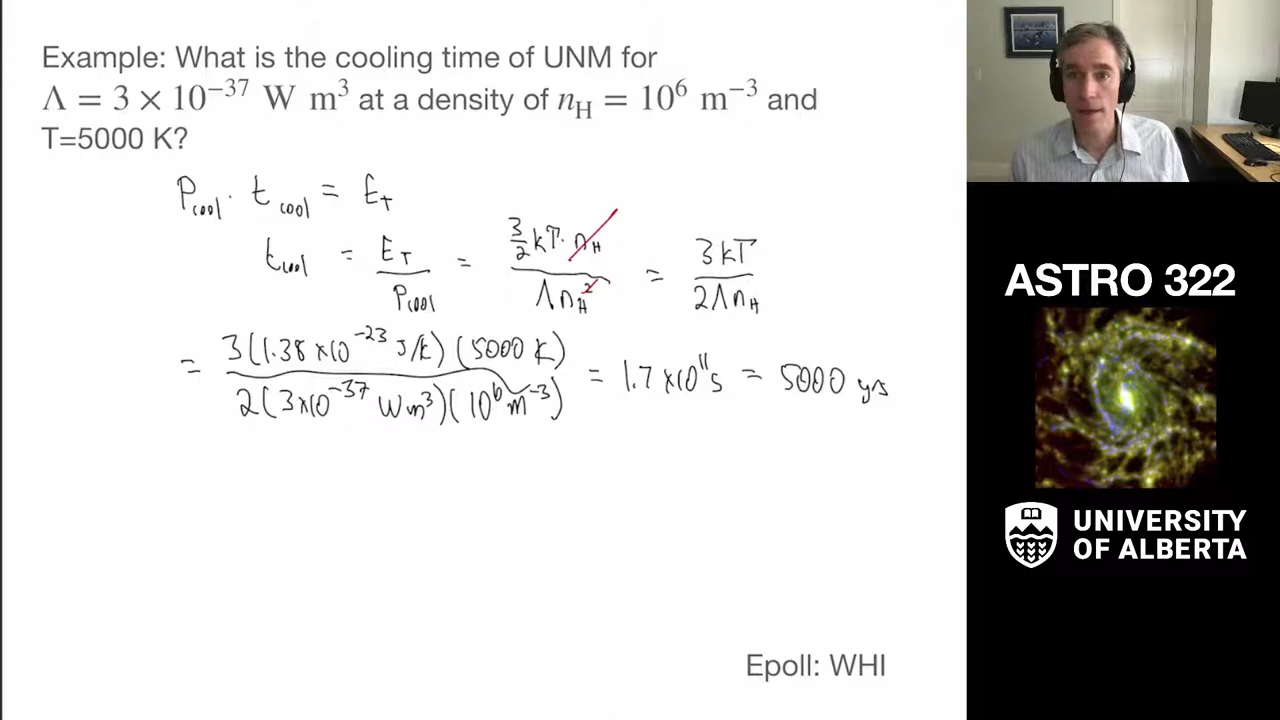 Example: What is the cooling time of UNM for
Λ = 3 × 10⁻³⁷ W m³ at a density of n_H = 10⁶ m⁻³ and
T=5000 K?
P_cool · t_cool = E_T
t_cool = E_T / P_cool = 3/2 kT · n_H / Λ n_H² = 3 kT / 2 Λ n_H
= 3 (1.38 × 10⁻²³ J/k) (5000 K) / 2 (3 × 10⁻³⁷ W m³) (10⁶ m⁻³) = 1.7 × 10¹¹ s = 5000 yrs
Epoll: WHI
ASTRO 322
UNIVERSITY
OF ALBERTA